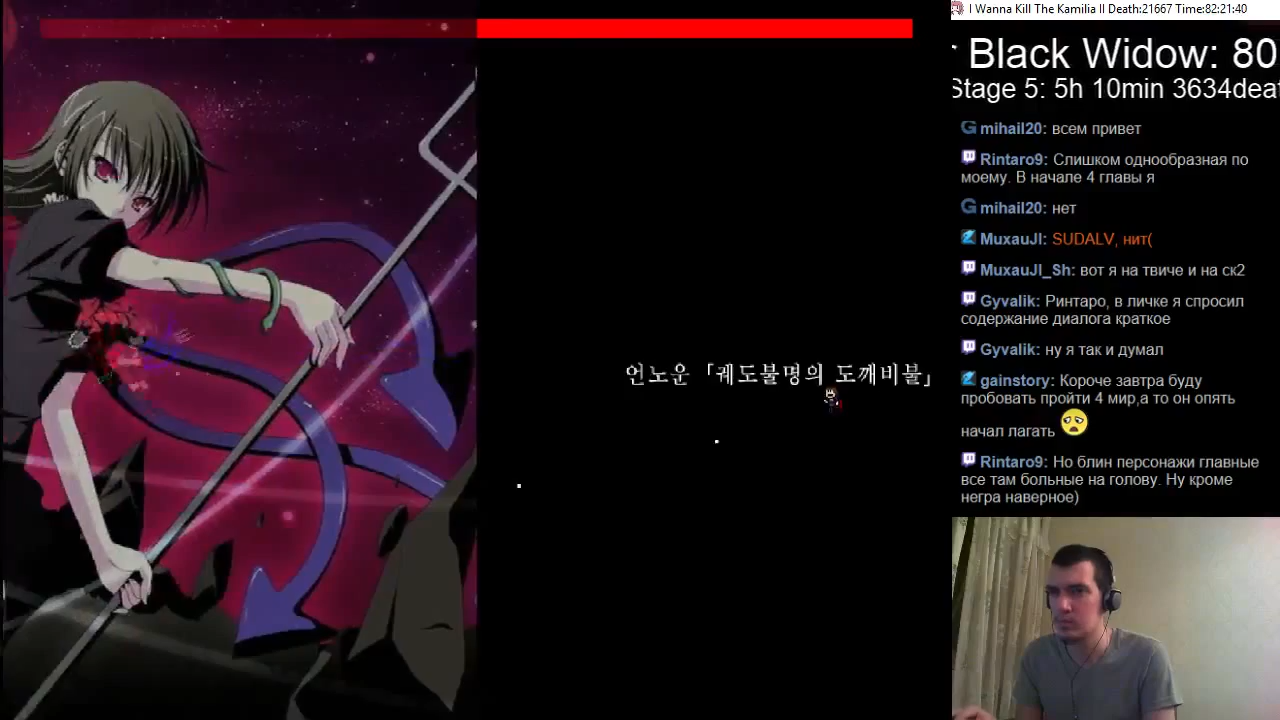 I Wanna Kill The Kamilia II Death:21667 Time:82:21:40
Black Widow: 80
Stage 5: 5h 10min 3634deat
mihail20: всем привет
Rintaro9: Слишком однообразная по
моему. В начале 4 главы я
mihail20: нет
MuxauJI: SUDALV, нит(
MuxauJI_Sh: вот я на твиче и на ск2
Gyvalik: Ринтаро, в личке я спросил
содержание диалога краткое
Gyvalik: ну я так и думал
gainstory: Короче завтра буду
пробовать пройти 4 мир,а то он опять
начал лагать
Rintaro9: Но блин персонажи главные
все там больные на голову. Ну кроме
негра наверное)
언노운「궤도불명의 도깨비불」